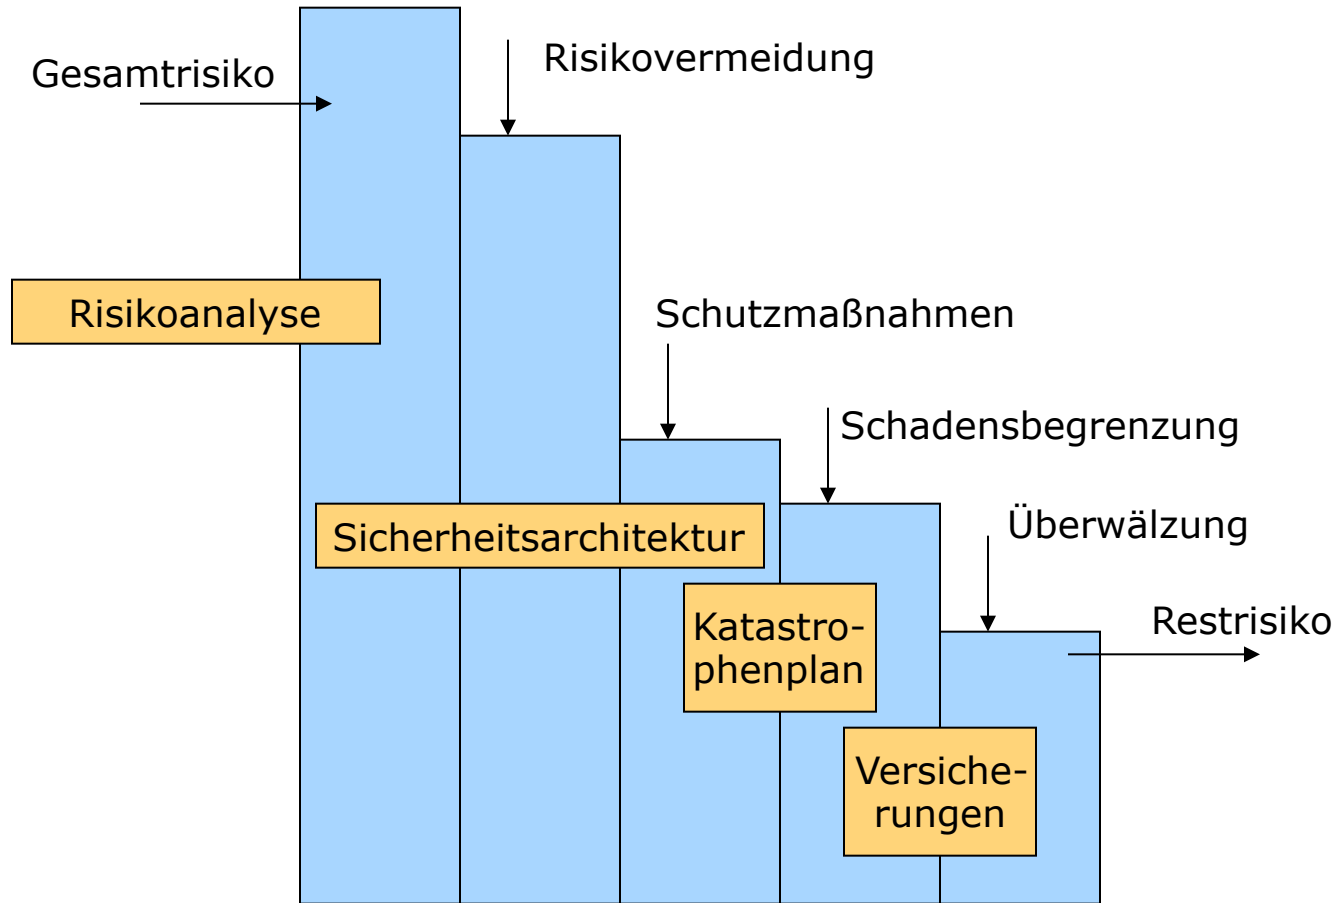 Gesamtrisiko
Risikovermeidung
Risikoanalyse
Schutzmaßnahmen
Schadensbegrenzung
Sicherheitsarchitektur
Überwälzung
Katastro-
phenplan
Restrisiko
Versiche-
rungen